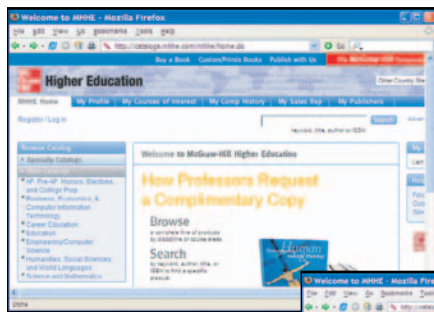 Welcome to MHHE - Mozilla Firefox
File Edit View Go Bookmarks Tools Help
http://catalogs.mhhe.com/mhhe/home.do
Buy a Book Custom/Primis Books Publish with Us
Higher Education
Other Country Sites
MHHE Home My Profile My Courses of Interest My Comp History My Sales Rep My Publishers
Register / Log In
Search
keyword, title, author or ISBN
Browse Catalog
Specialty Catalogs
AP, Pre-AP, Honors, Electives, and College Prep
Business, Economics, & Computer Information Technology
Career Education
Education
Engineering/Computer Science
Humanities, Social Sciences, and World Languages
Science and Mathematics
Welcome to McGraw-Hill Higher Education
How Professors Request
a Complimentary Copy
Browse
a complete line of products
by discipline or course areas
Search
by keyword, author, title, or
ISBN to find a specific
product.
Human
Done
Welcome to MHHE - Mozilla Fire
File Edit View Go Bookmarks Tools